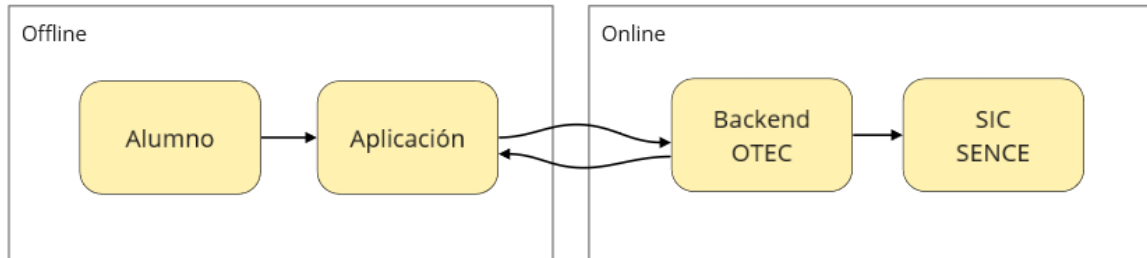 Offline
Online
Alumno
Aplicación
Backend
OTEC
SIC
SENCE